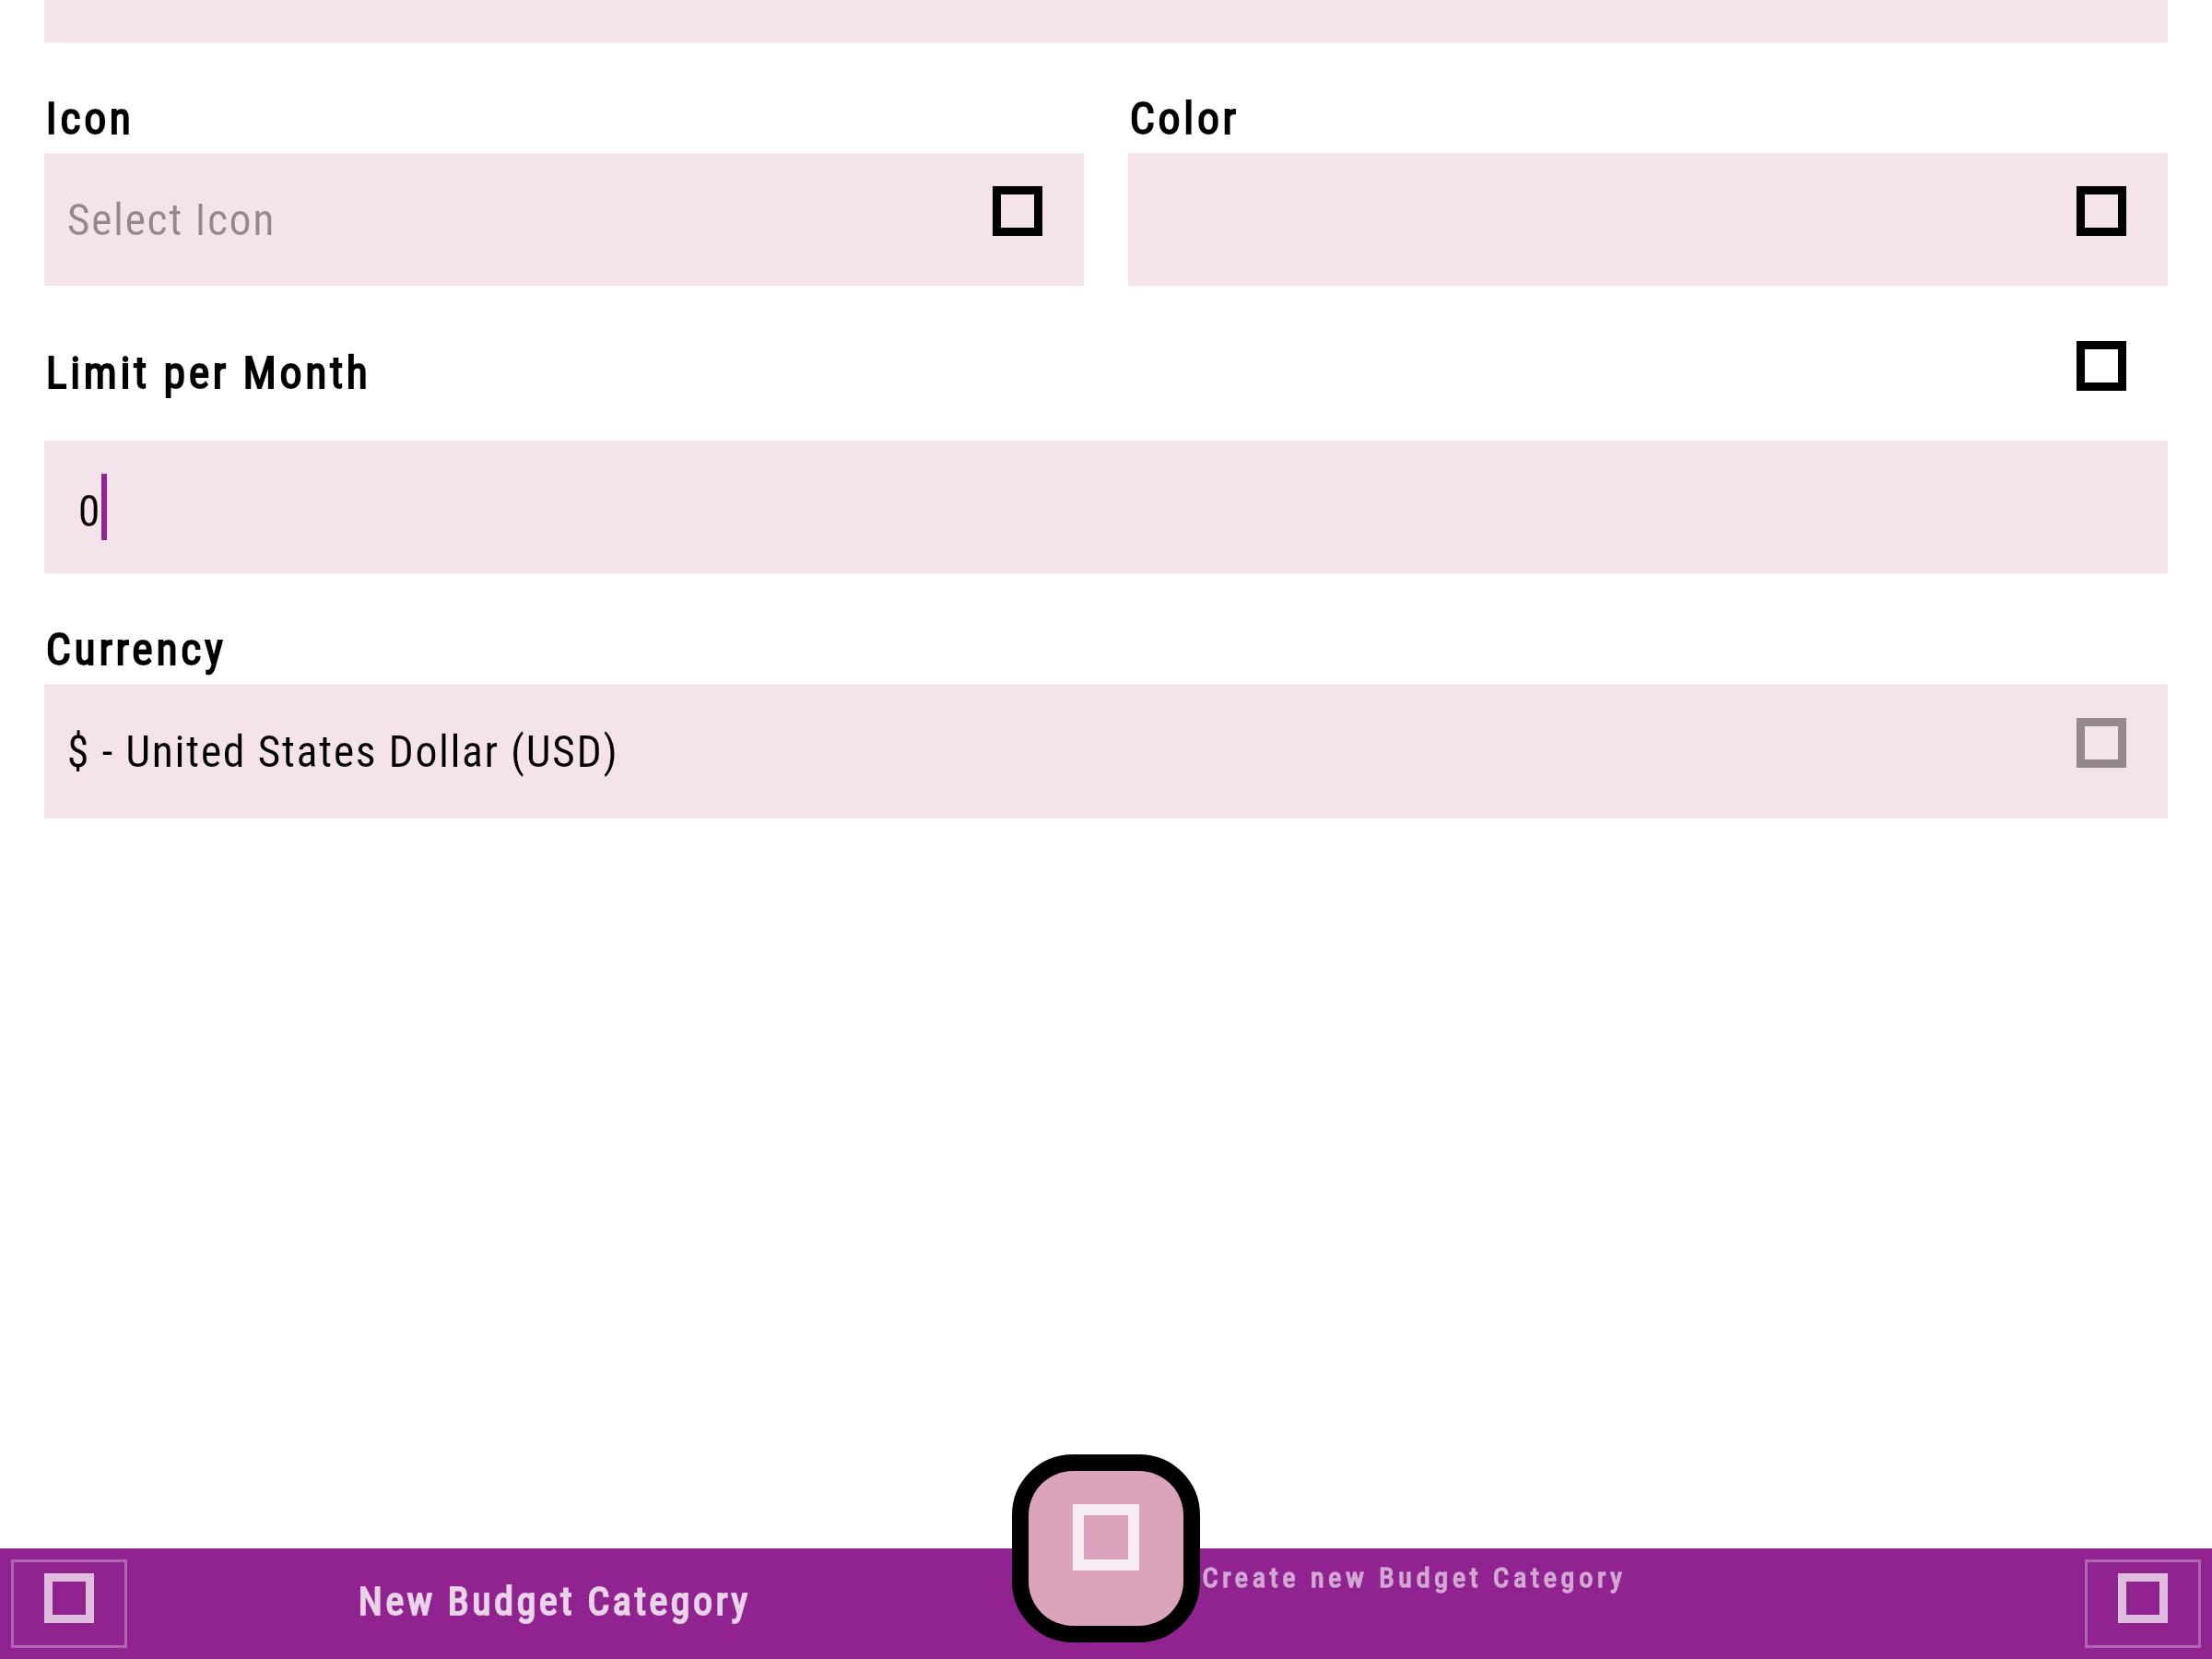 Icon
Color
Select Icon
Limit per Month
0
Currency
$ - United States Dollar (USD)
New Budget Category
Create new Budget Category